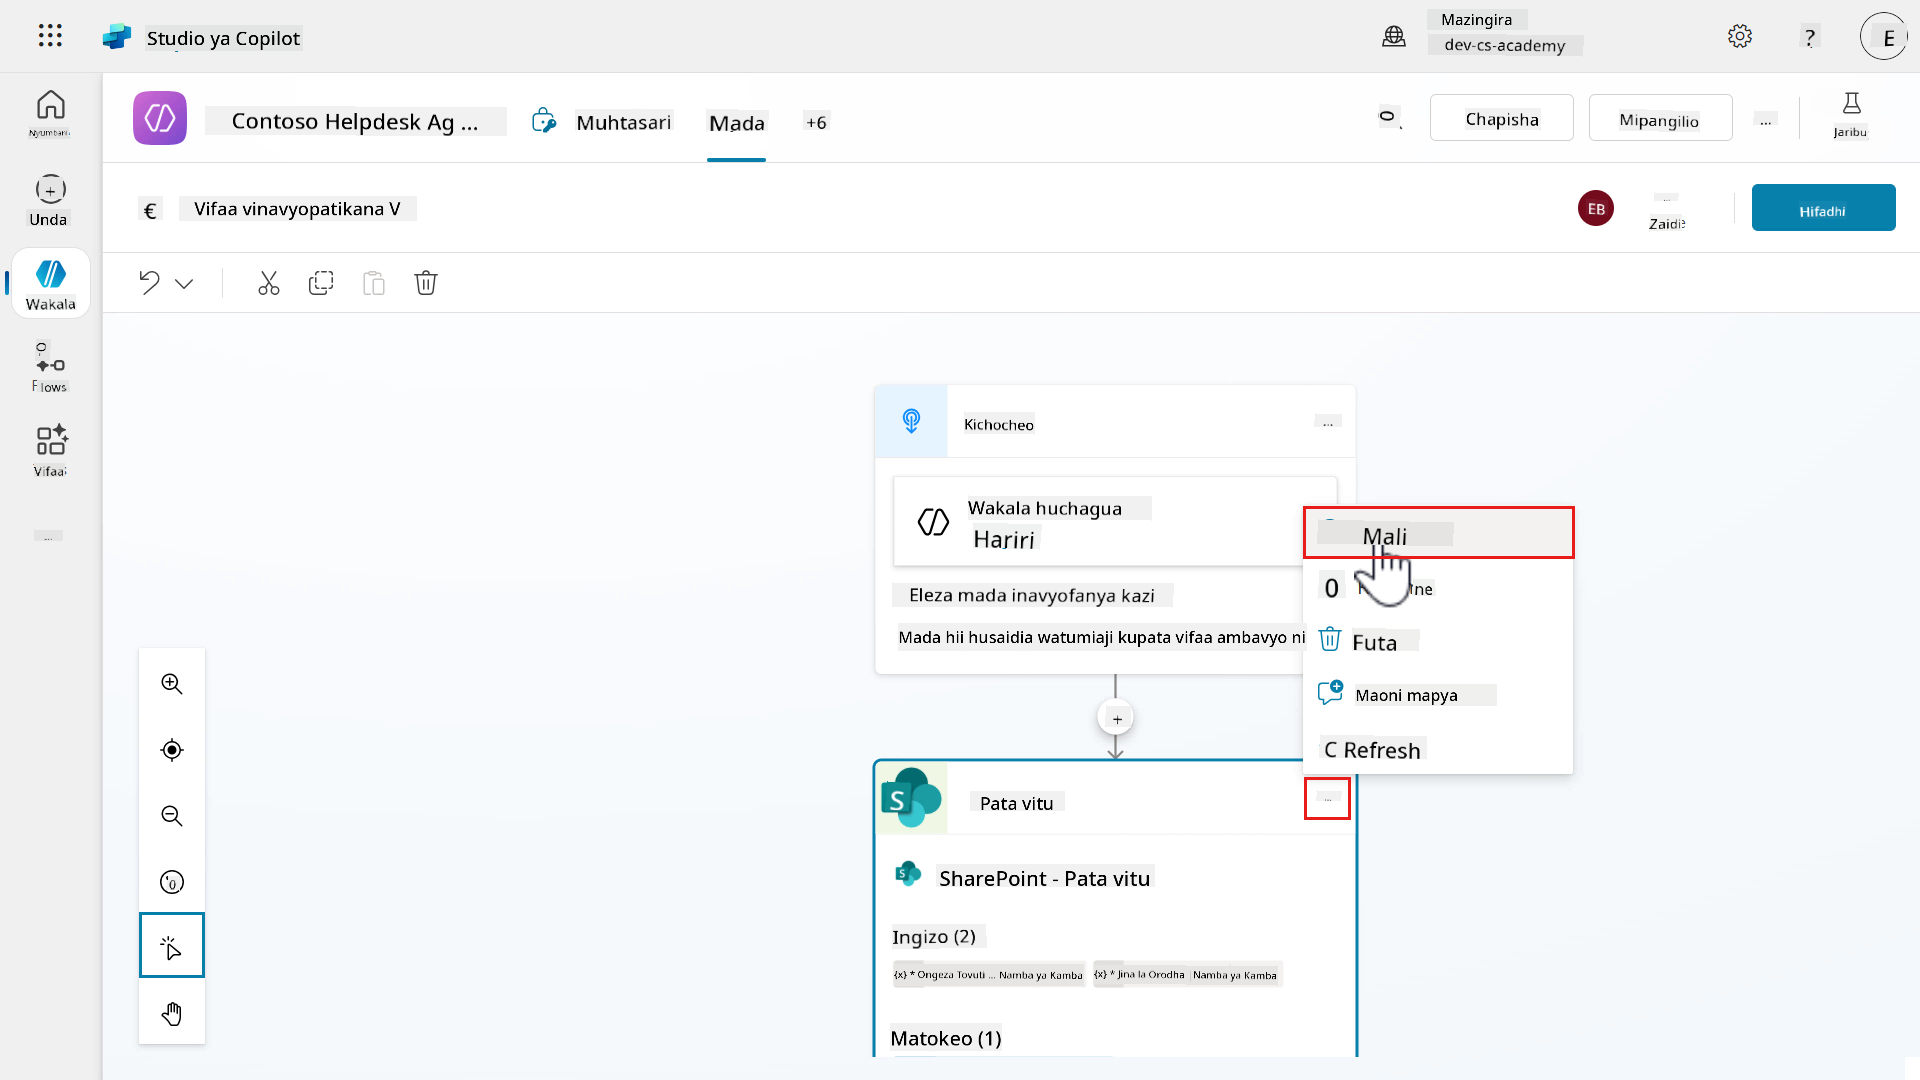 Studio ya Copilot
Mazingira
dev-cs-academy
?
E
Nyumbani
Contoso Helpdesk Ag ...
Muhtasari
Mada
+6
Chapisha
Mipangilio
...
Jaribu
Unda
Vifaa vinavyopatikana V
EB
...
Zaidi
Hifadhi
Wakala
Flows
Vifaa
...
Kichocheo
...
Wakala huchagua
Hariri
Eleza mada inavyofanya kazi
Mada hii husaidia watumiaji kupata vifaa ambavyo ni
Mali
0
Futa
Maoni mapya
C Refresh
+
Pata vitu
...
SharePoint - Pata vitu
Ingizo (2)
{x} * Ongeza Tovuti ... Namba ya Kamba
{x} * Jina la Orodha Namba ya Kamba
Matokeo (1)